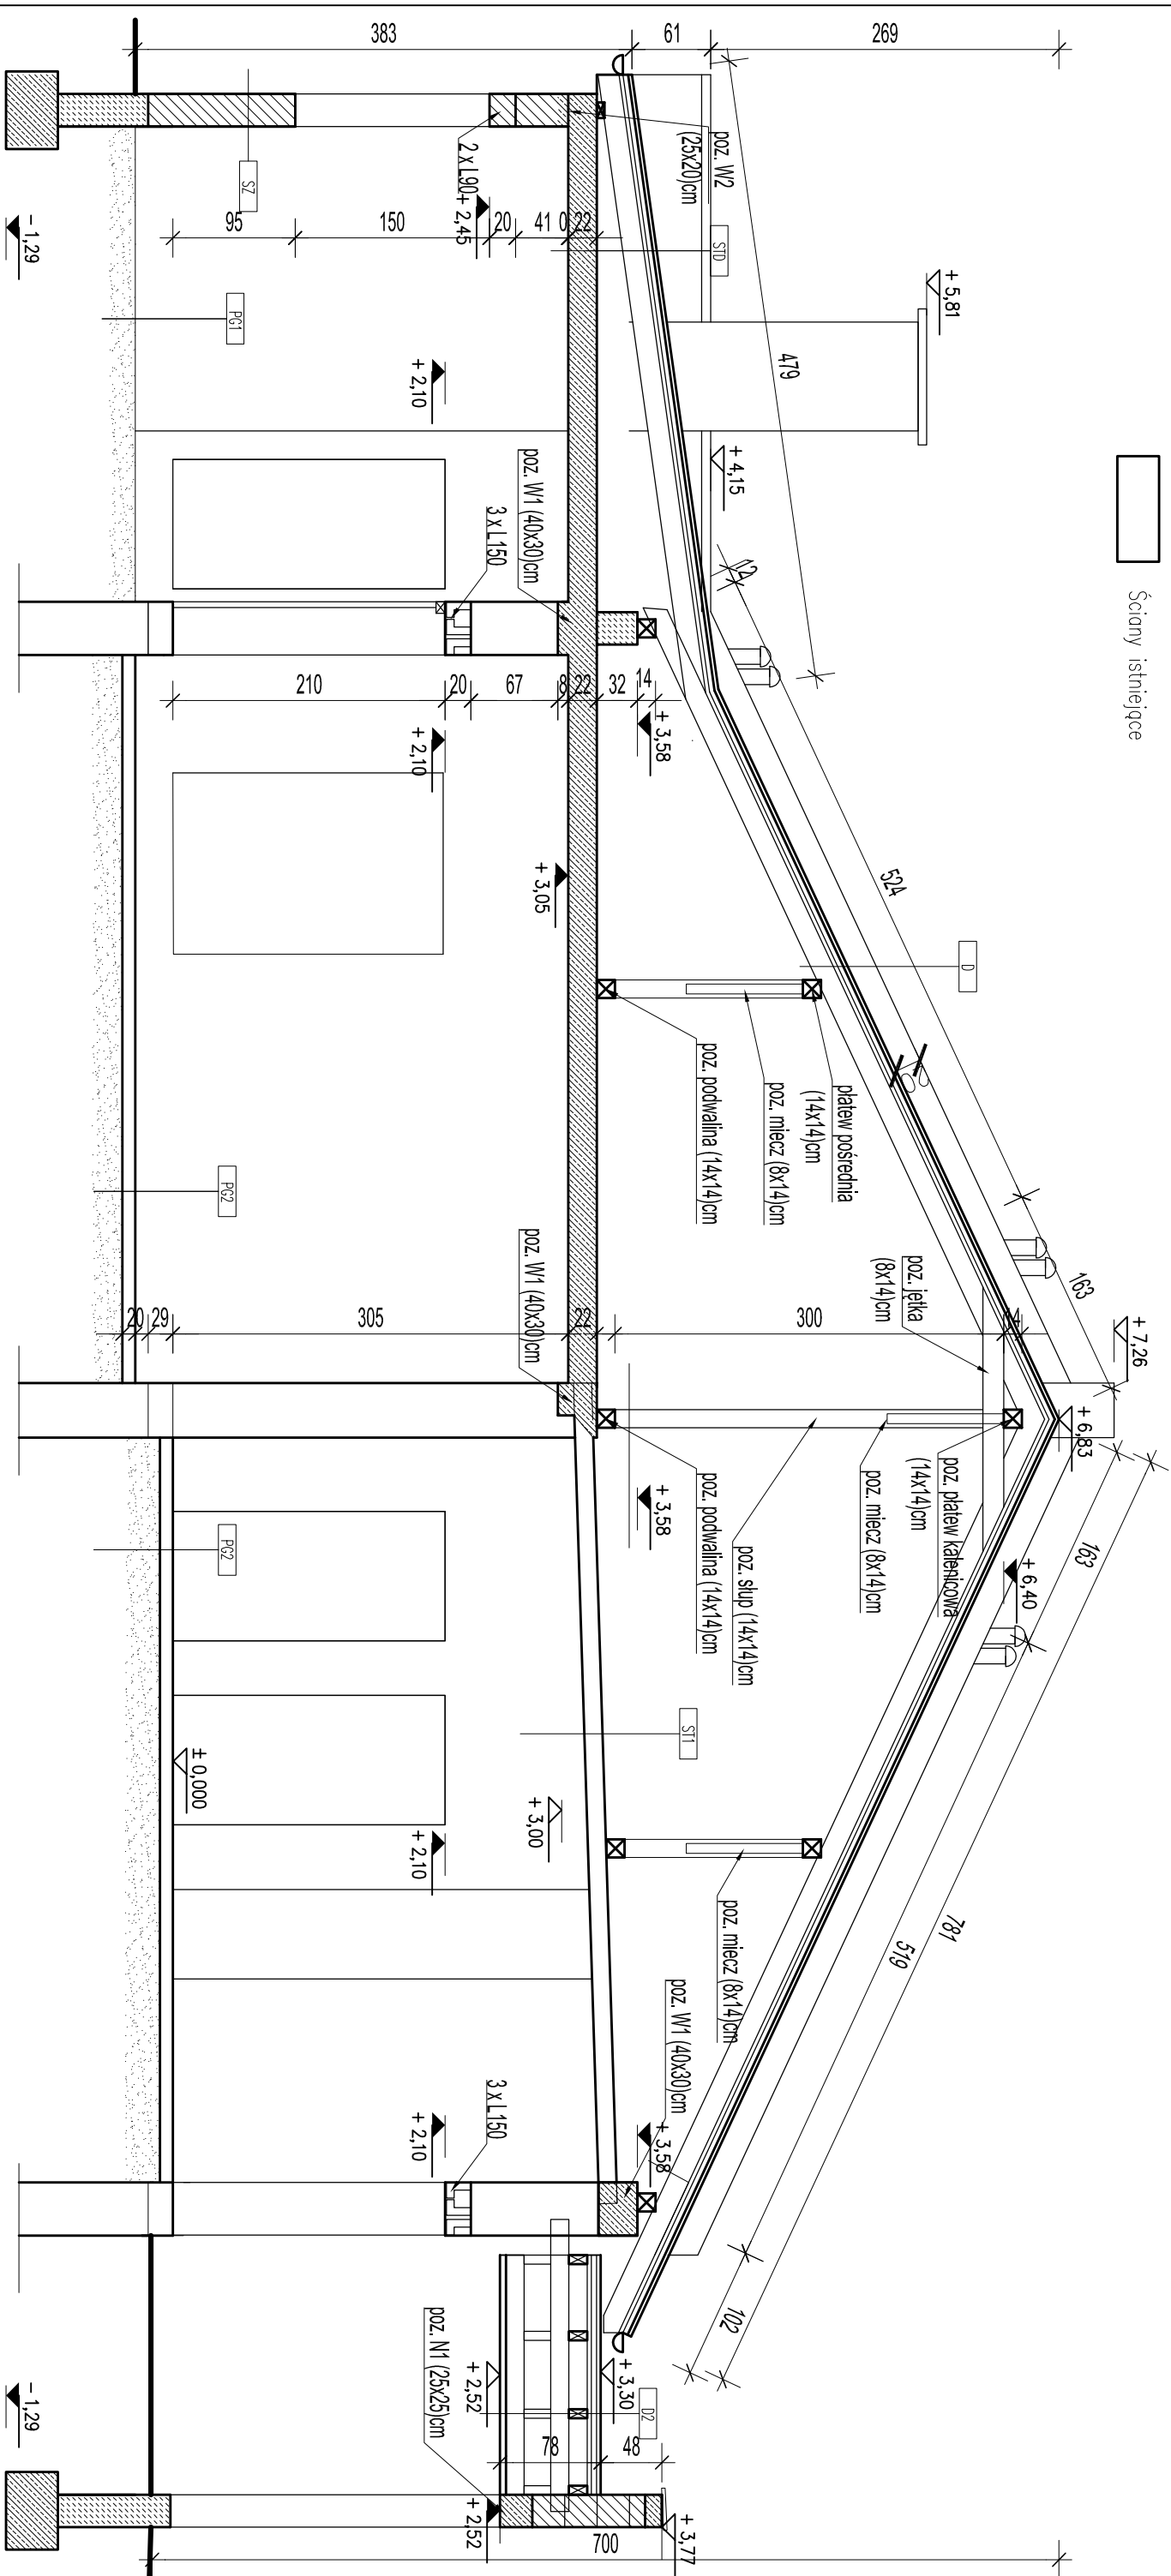 Ściany istniejące
383
61
269
poz. W2
(25x20)cm
STD
+ 5,81
479
+ 4,15
12
SZ
2 x L90
+ 2,45
95
150
20
41
0
22
- 1,29
PG1
+ 2,10
poz. W1 (40x30)cm
3 x L150
210
20
67
8
22
32
14
+ 3,58
+ 2,10
+ 3,05
524
D
płatew pośrednia
(14x14)cm
poz. miecz (8x14)cm
poz. podwalina (14x14)cm
PG2
poz. W1 (40x30)cm
poz. jętka
(8x14)cm
163
+ 7,26
20
29
305
22
300
14
+ 6,83
poz. płatew kalenicowa
(14x14)cm
poz. miecz (8x14)cm
poz. słup (14x14)cm
poz. podwalina (14x14)cm
+ 3,58
+ 6,40
163
PG2
ST1
± 0,000
+ 3,00
+ 2,10
781
519
poz. miecz (8x14)cm
poz. W1 (40x30)cm
3 x L150
+ 2,10
+ 3,58
102
poz. N1 (25x25)cm
+ 2,52
+ 3,30
D2
78
48
- 1,29
+ 2,52
+ 3,77
700